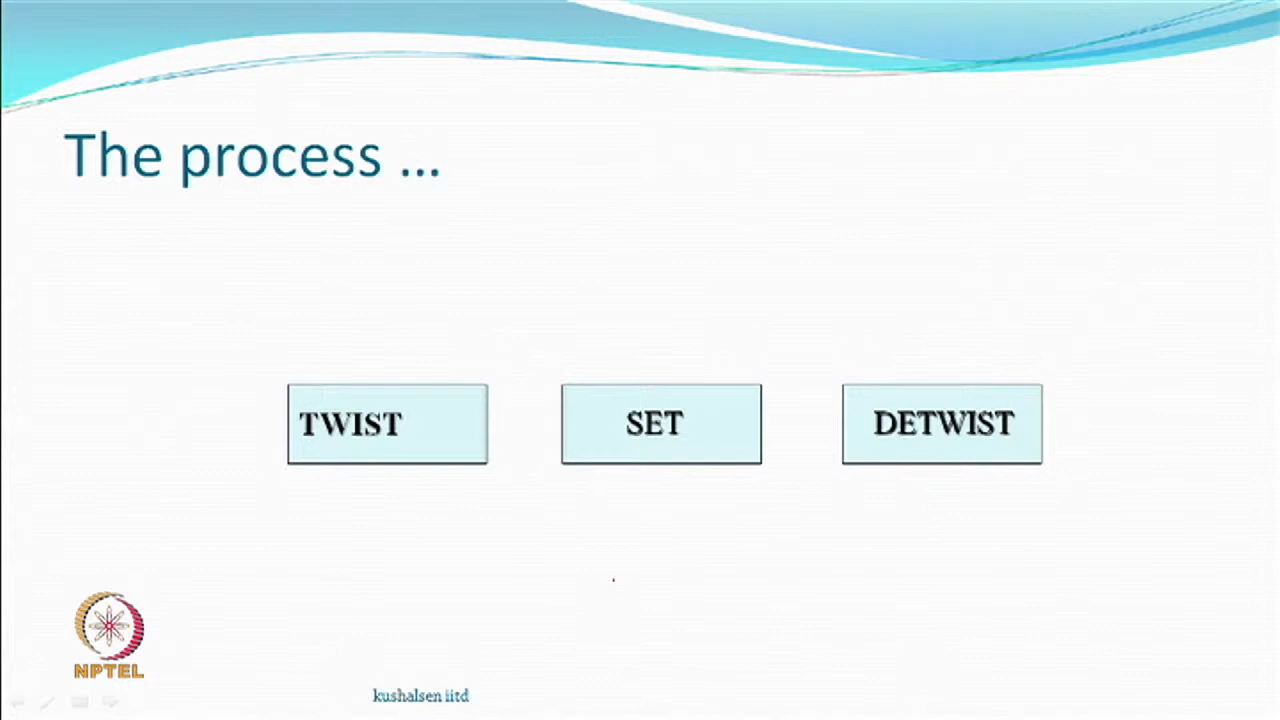 The process ...
TWIST
SET
DETWIST
NPTEL
kushalsen iitd